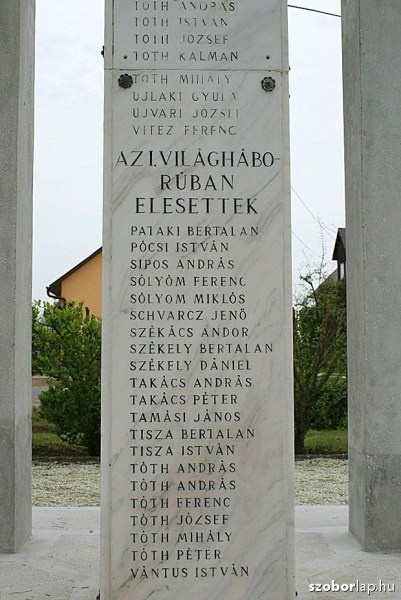 TÓTH ANDRÁS
TÓTH ISTVÁN
TÓTH JÓZSEF
TÓTH KÁLMÁN
TÓTH MIHÁLY
ÚJLAKI GYULA
ÚJVÁRI JÓZSEF
VITÉZ FERENC
AZ I. VILÁGHÁBO-
RÚBAN
ELESETTEK
PATAKI BERTALAN
PÓCSI ISTVÁN
SIPOS ANDRÁS
SÓLYOM FERENC
SÓLYOM MIKLÓS
SCHVARCZ JENŐ
SZÉKÁCS ANDOR
SZÉKELY BERTALAN
SZÉKELY DÁNIEL
TAKÁCS ANDRÁS
TAKÁCS PÉTER
TAMÁSI JÁNOS
TISZA BERTALAN
TISZA ISTVÁN
TÓTH ANDRÁS
TÓTH ANDRÁS
TÓTH FERENC
TÓTH JÓZSEF
TÓTH MIHÁLY
TÓTH PÉTER
VÁNTUS ISTVÁN
szoborlap.hu